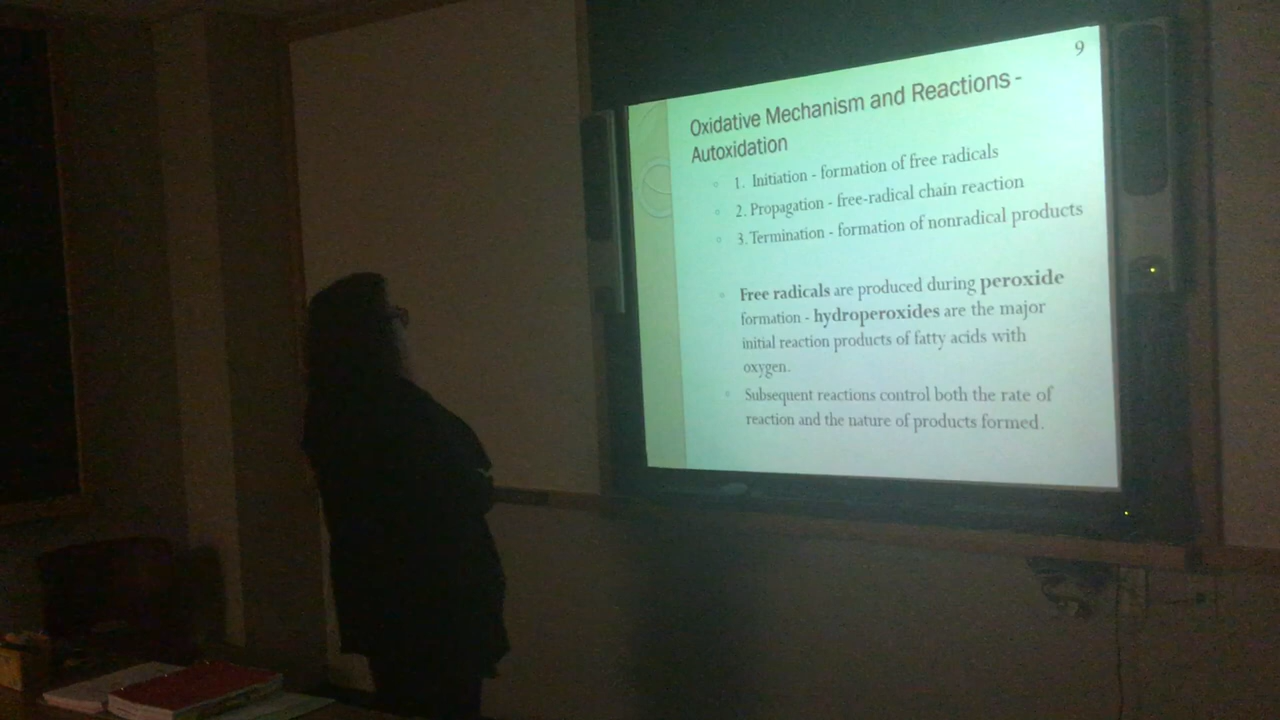 9
Oxidative Mechanism and Reactions -
Autoxidation
1. Initiation - formation of free radicals
2. Propagation - free-radical chain reaction
3. Termination - formation of nonradical products
Free radicals are produced during peroxide
formation - hydroperoxides are the major
initial reaction products of fatty acids with
oxygen.
Subsequent reactions control both the rate of
reaction and the nature of products formed.